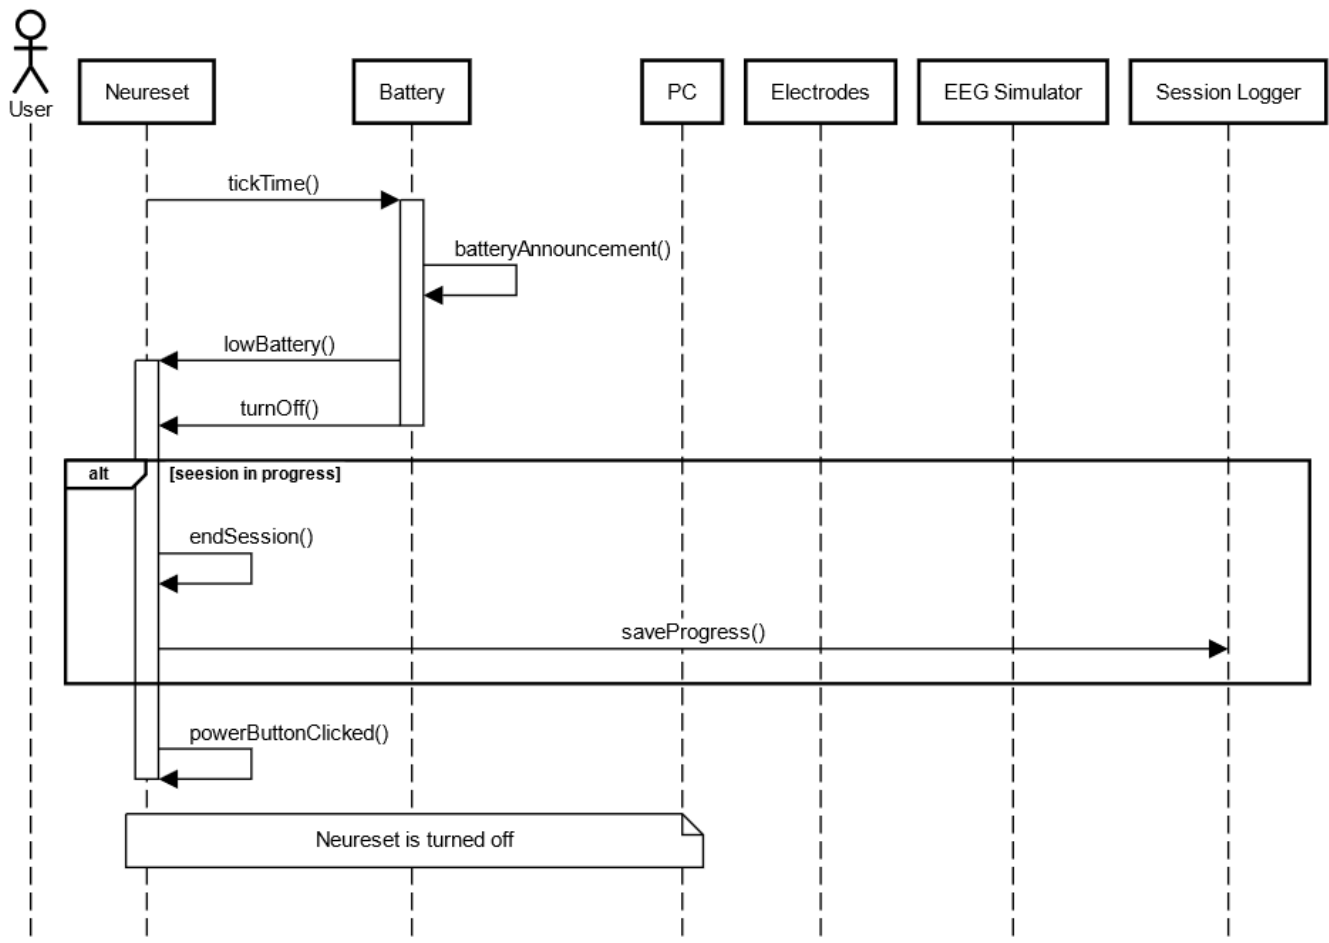 User
Neureset
Battery
PC
Electrodes
EEG Simulator
Session Logger
tickTime()
batteryAnnouncement()
lowBattery()
turnOff()
alt
[seesion in progress]
endSession()
saveProgress()
powerButtonClicked()
Neureset is turned off